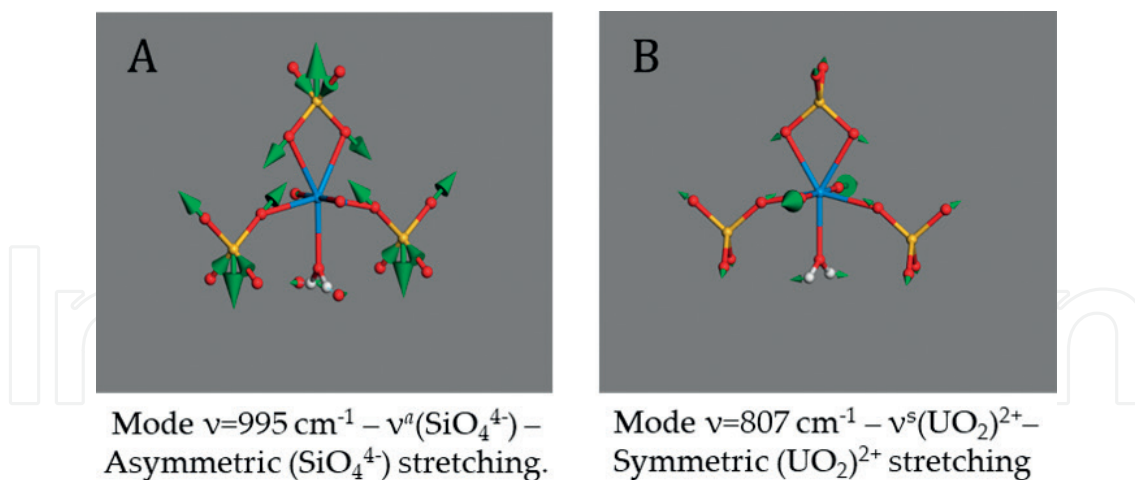 A
B
Mode ν=995 cm⁻¹ – νᵃ(SiO₄⁴⁻) –
Asymmetric (SiO₄⁴⁻) stretching.
Mode ν=807 cm⁻¹ – νˢ(UO₂)²⁺–
Symmetric (UO₂)²⁺ stretching